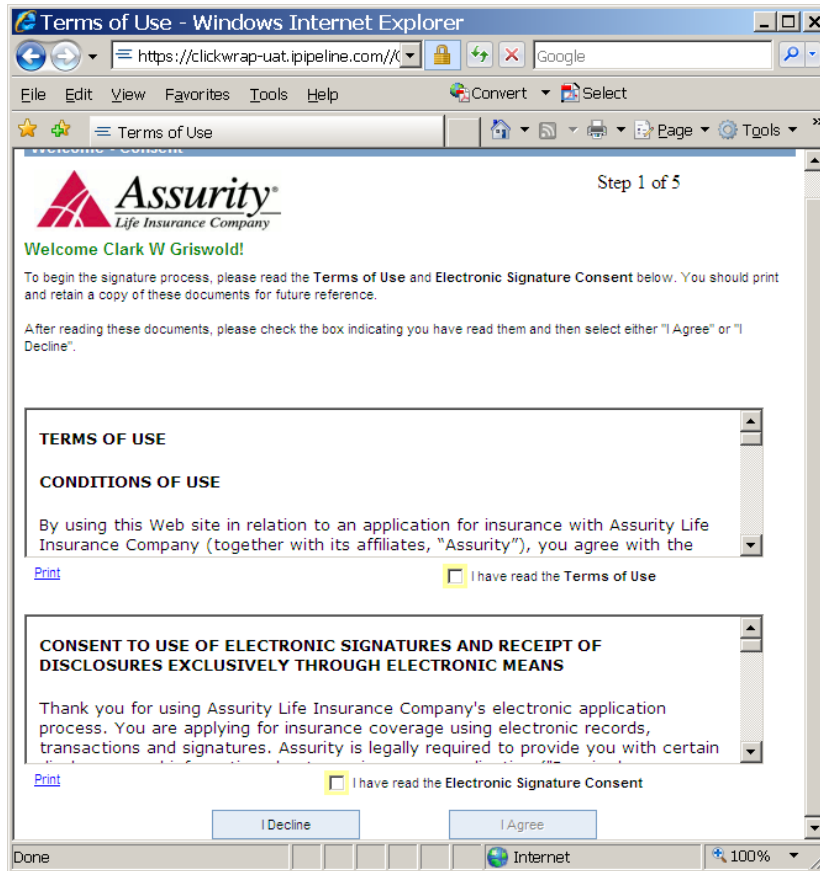 Terms of Use - Windows Internet Explorer
https://clickwrap-uat.ipipeline.com//
Google
File Edit View Favorites Tools Help
Convert Select
Terms of Use
Page Tools »
Welcome - Consent
Step 1 of 5
Assurity®
Life Insurance Company
Welcome Clark W Griswold!
To begin the signature process, please read the Terms of Use and Electronic Signature Consent below. You should print
and retain a copy of these documents for future reference.
After reading these documents, please check the box indicating you have read them and then select either "I Agree" or "I
Decline".
TERMS OF USE
CONDITIONS OF USE
By using this Web site in relation to an application for insurance with Assurity Life
Insurance Company (together with its affiliates, “Assurity”), you agree with the
Print
I have read the Terms of Use
CONSENT TO USE OF ELECTRONIC SIGNATURES AND RECEIPT OF
DISCLOSURES EXCLUSIVELY THROUGH ELECTRONIC MEANS
Thank you for using Assurity Life Insurance Company's electronic application
process. You are applying for insurance coverage using electronic records,
transactions and signatures. Assurity is legally required to provide you with certain
Print
I have read the Electronic Signature Consent
I Decline
I Agree
Done
Internet
100%